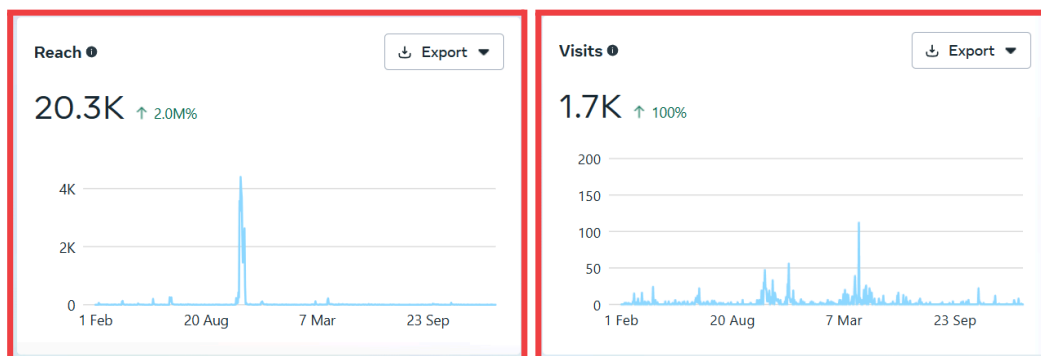 Reach
Export
20.3K ↑ 2.0M%
4K
2K
0
1 Feb 20 Aug 7 Mar 23 Sep
Visits
Export
1.7K ↑ 100%
200
150
100
50
0
1 Feb 20 Aug 7 Mar 23 Sep